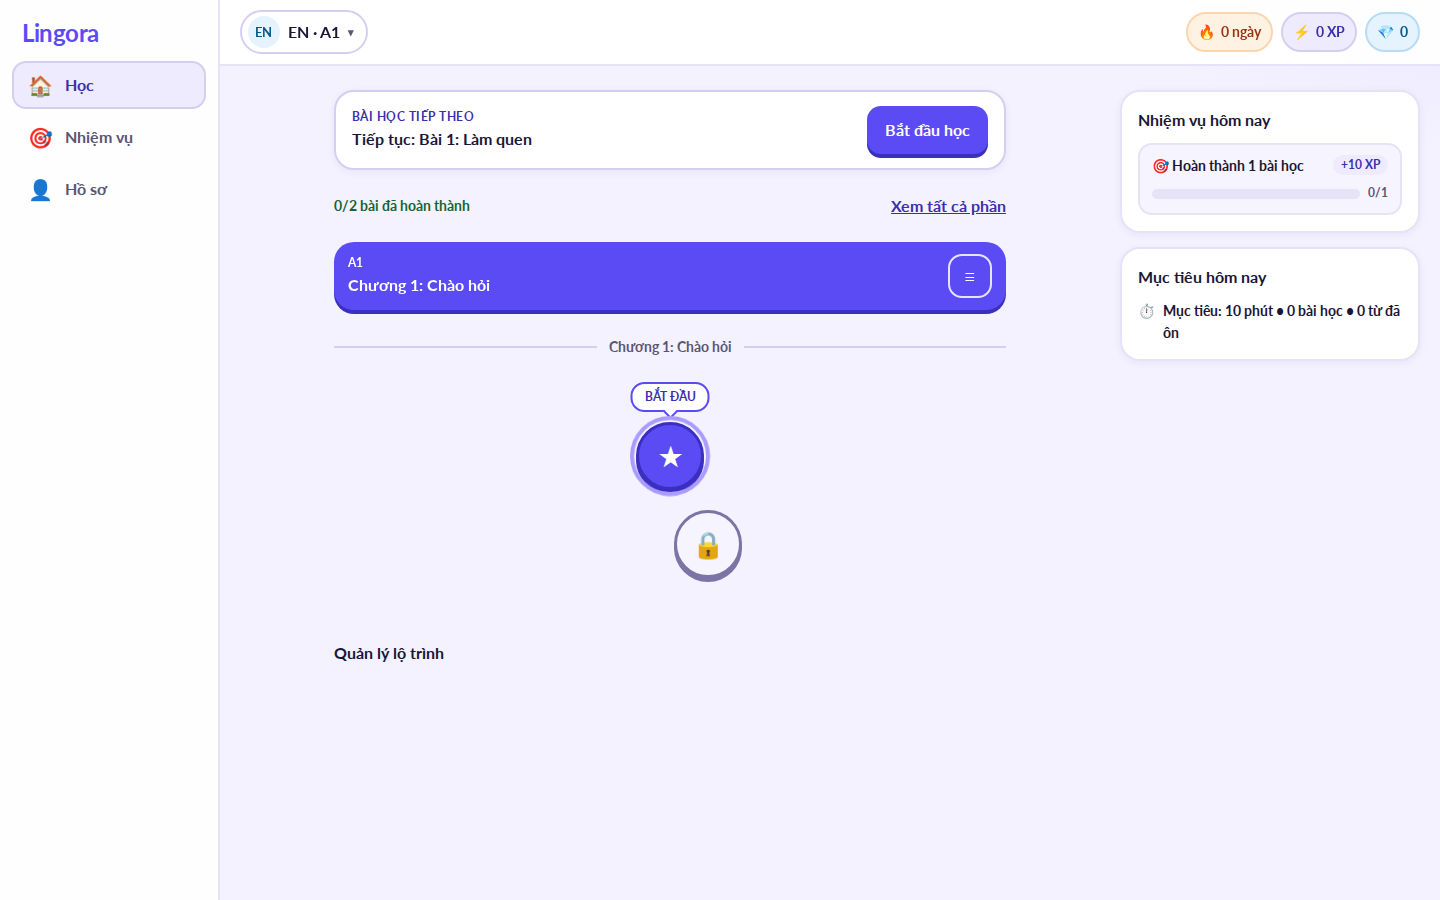 Lingora
Học
Nhiệm vụ
Hồ sơ
EN EN · A1 ▾
0 ngày
0 XP
0
BÀI HỌC TIẾP THEO
Tiếp tục: Bài 1: Làm quen
Bắt đầu học
0/2 bài đã hoàn thành
Xem tất cả phần
A1
Chương 1: Chào hỏi
Chương 1: Chào hỏi
BẮT ĐẦU
Quản lý lộ trình
Nhiệm vụ hôm nay
Hoàn thành 1 bài học
+10 XP
0/1
Mục tiêu hôm nay
Mục tiêu: 10 phút • 0 bài học • 0 từ đã
ôn